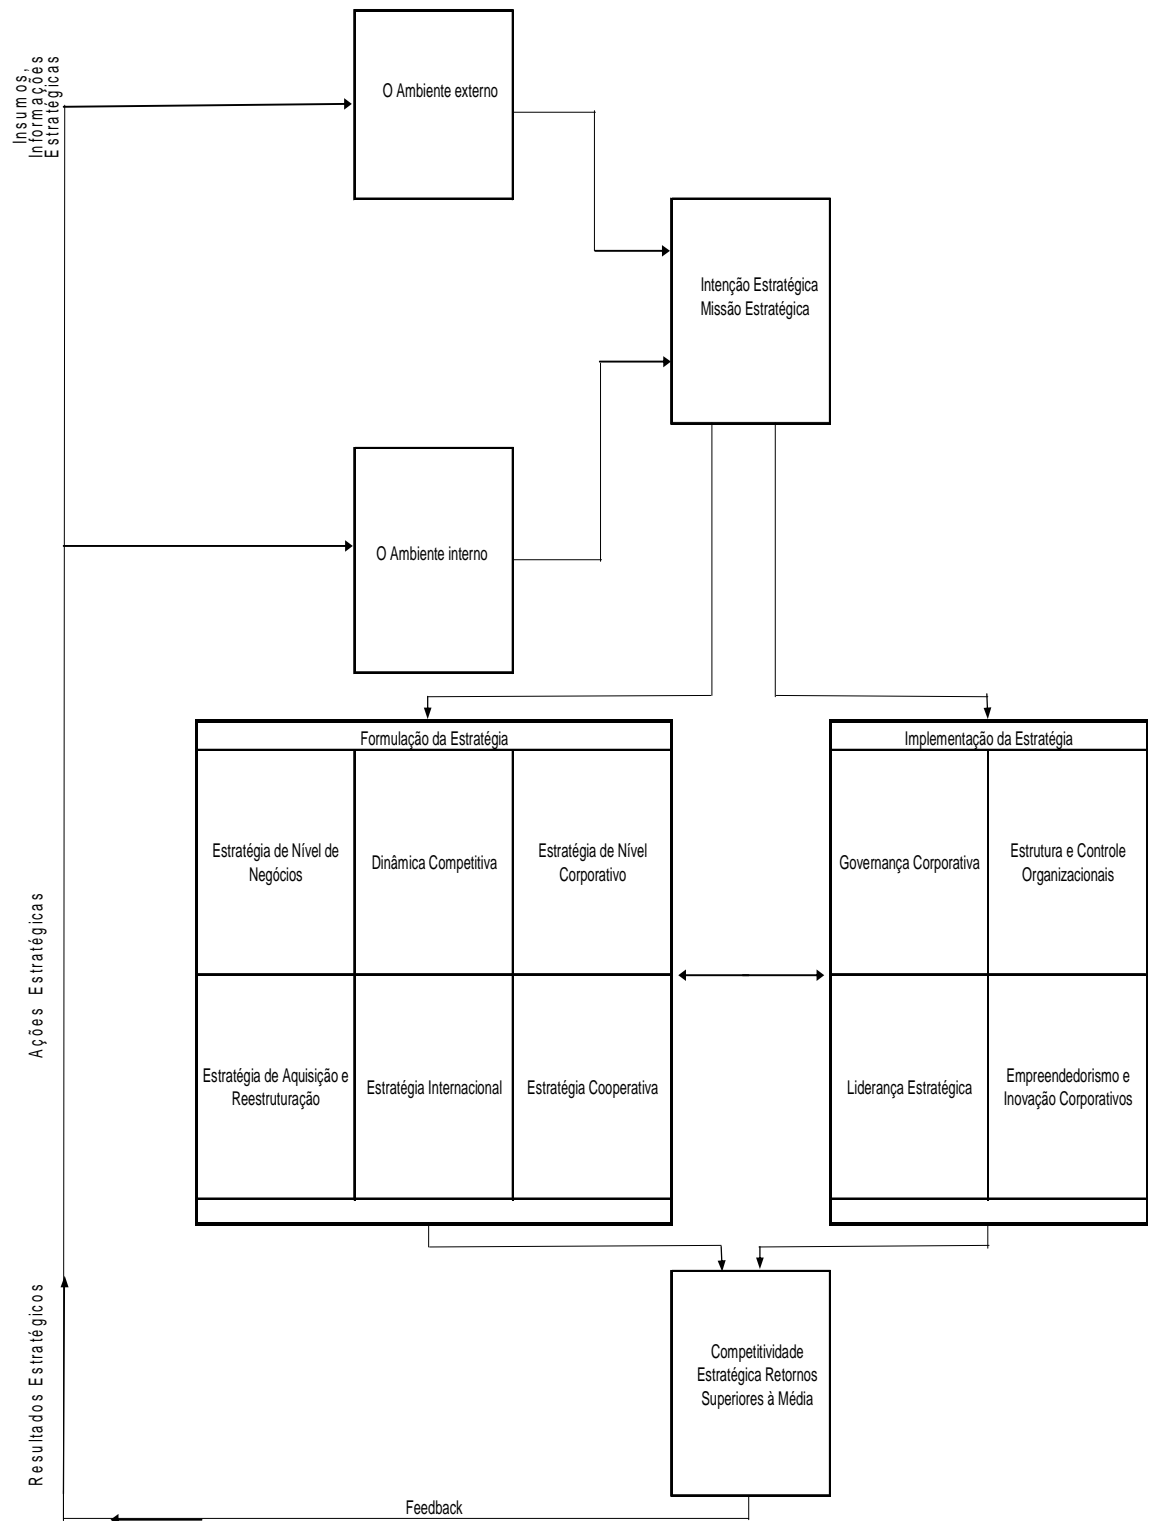 Insumos,
Informações
Estratégicas
O Ambiente externo
Intenção Estratégica
Missão Estratégica
O Ambiente interno
Formulação da Estratégia
Implementação da Estratégia
Ações Estratégicas
Estratégia de Nível de
Negócios
Dinâmica Competitiva
Estratégia de Nível
Corporativo
Governança Corporativa
Estrutura e Controle
Organizacionais
Estratégia de Aquisição e
Reestruturação
Estratégia Internacional
Estratégia Cooperativa
Liderança Estratégica
Empreendedorismo e
Inovação Corporativos
Resultados Estratégicos
Competitividade
Estratégica Retornos
Superiores à Média
Feedback